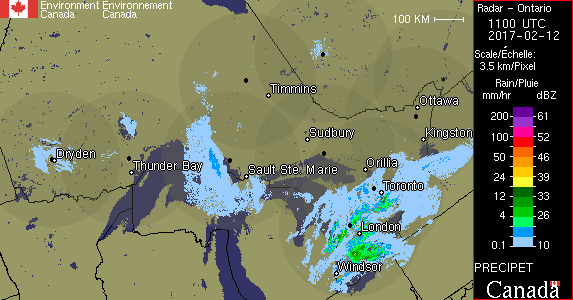 Environment Environnement
Canada Canada
100 KM
Timmins
Ottawa
Sudbury
Kingston
Dryden
Thunder Bay
Sault Ste. Marie
Orillia
Toronto
London
Windsor
Radar - Ontario
1100 UTC
2017-02-12
Scale/Échelle:
3.5 km/Pixel
Rain/Pluie
mm/hr dBZ
200 61
100 52
50 46
24 39
12 33
4 26
0.1 10
PRECIPET
Canada